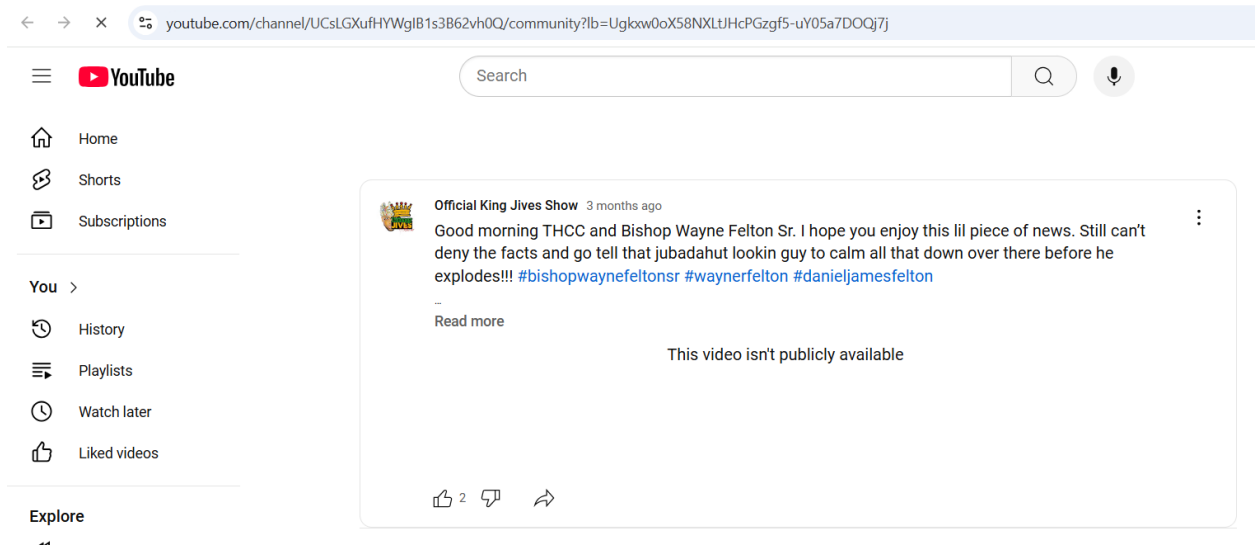 youtube.com/channel/UCsLGXufHYWgIB1s3B62vh0Q/community?lb=Ugkxw0oX58NXLtJHcPGzgf5-uY05a7DOQj7j
YouTube
Search
Home
Shorts
Subscriptions
You
History
Playlists
Watch later
Liked videos
Explore
Official King Jives Show 3 months ago
Good morning THCC and Bishop Wayne Felton Sr. I hope you enjoy this lil piece of news. Still can’t
deny the facts and go tell that jubadahut lookin guy to calm all that down over there before he
explodes!!! #bishopwaynefeltonsr #waynerfelton #danieljamesfelton
...
Read more
This video isn't publicly available
2